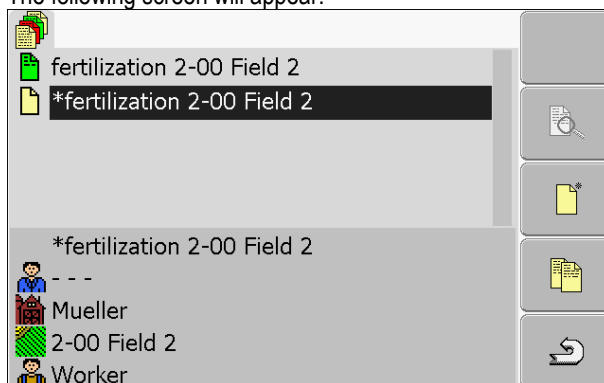 The following screen will appear:
fertilization 2-00 Field 2
*fertilization 2-00 Field 2
*fertilization 2-00 Field 2
- - -
Mueller
2-00 Field 2
Worker